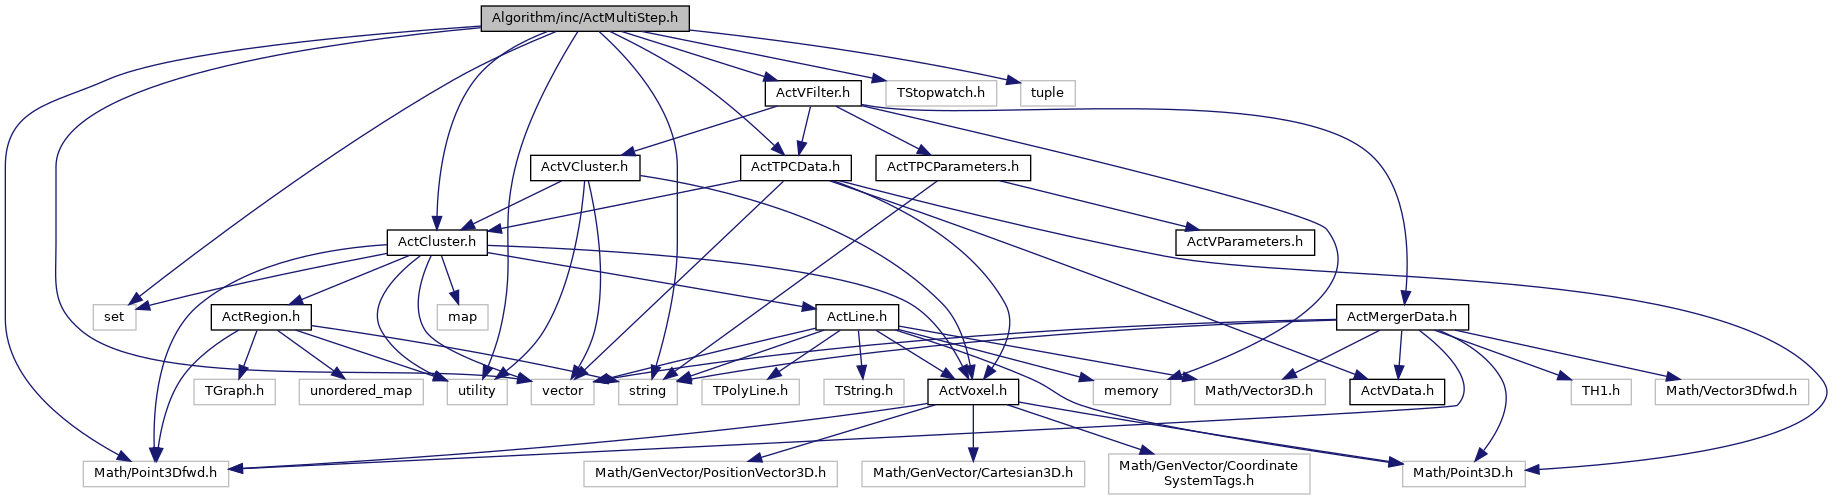 Algorithm/inc/ActMultiStep.h
ActVFilter.h
TStopwatch.h
tuple
ActVCluster.h
ActTPCData.h
ActTPCParameters.h
ActCluster.h
ActVParameters.h
set
ActRegion.h
map
ActLine.h
ActMergerData.h
TGraph.h
unordered_map
utility
vector
string
TPolyLine.h
TString.h
ActVoxel.h
memory
Math/Vector3D.h
ActVData.h
TH1.h
Math/Vector3Dfwd.h
Math/Point3Dfwd.h
Math/GenVector/PositionVector3D.h
Math/GenVector/Cartesian3D.h
Math/GenVector/Coordinate
SystemTags.h
Math/Point3D.h